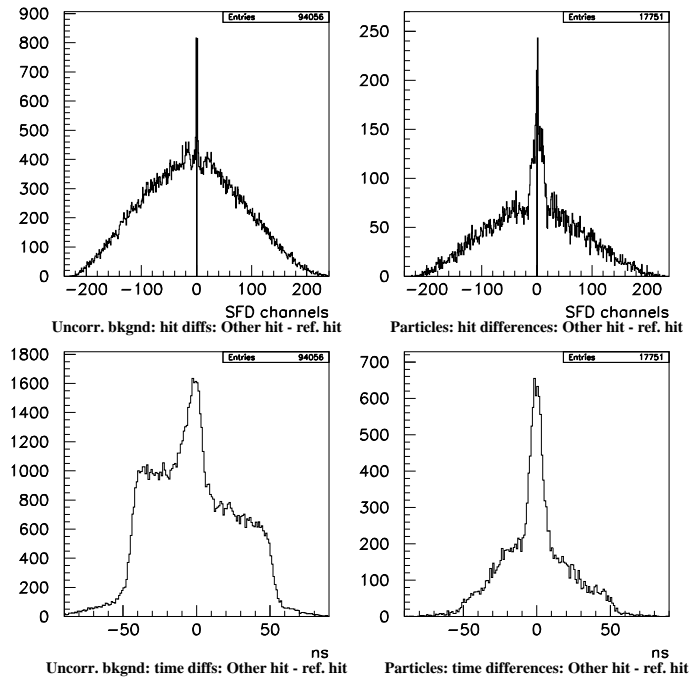 Entries 94056
900
800
700
600
500
400
300
200
100
0
−200 −100 0 100 200
SFD channels
Uncorr. bkgnd: hit diffs: Other hit - ref. hit
Entries 17751
250
200
150
100
50
0
−200 −100 0 100 200
SFD channels
Particles: hit differences: Other hit - ref. hit
Entries 94056
1800
1600
1400
1200
1000
800
600
400
200
0
−50 0 50
ns
Uncorr. bkgnd: time diffs: Other hit - ref. hit
Entries 17751
700
600
500
400
300
200
100
0
−50 0 50
ns
Particles: time differences: Other hit - ref. hit